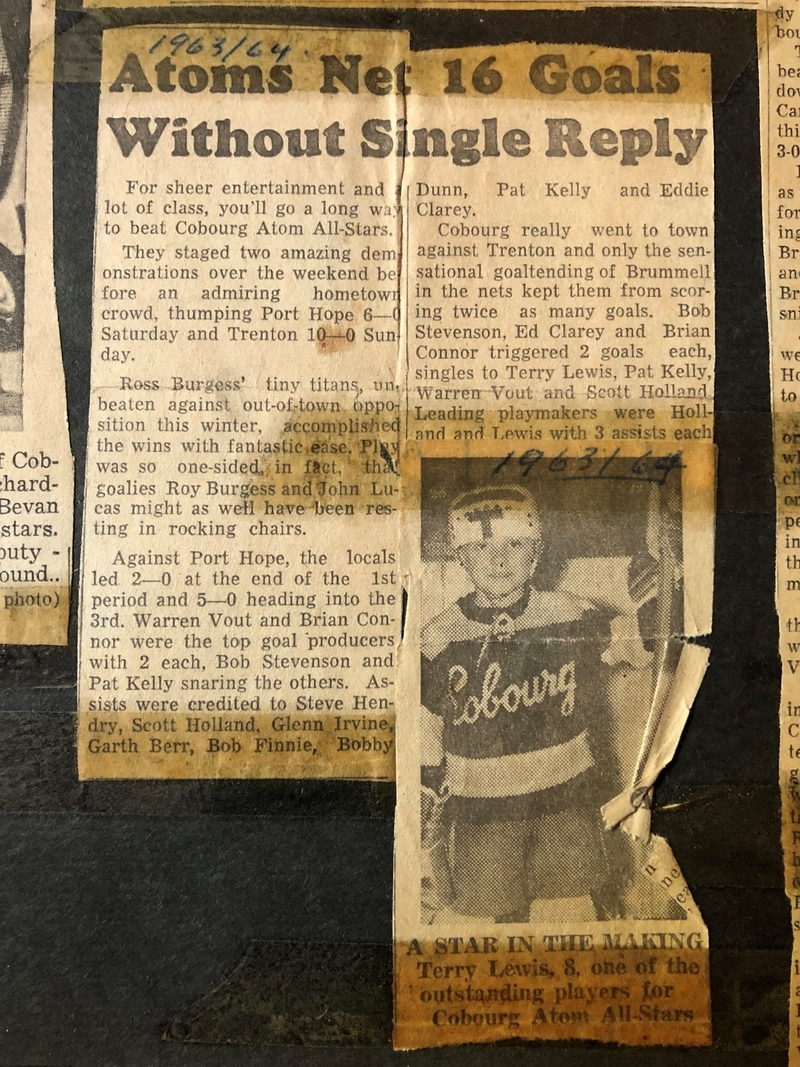 1963/64.
Atoms Net 16 Goals
Without Single Reply
For sheer entertainment and a
lot of class, you'll go a long way
to beat Cobourg Atom All-Stars.
They staged two amazing dem
onstrations over the weekend be
fore an admiring hometown
crowd, thumping Port Hope 6—0
Saturday and Trenton 10—0 Sun
day.
Ross Burgess' tiny titans, un
beaten against out-of-town oppo-
sition this winter, accomplished
the wins with fantastic ease. Play
was so one-sided, in fact, that
goalies Roy Burgess and John Lu-
cas might as well have been res-
ting in rocking chairs.
Against Port Hope, the locals
led 2—0 at the end of the 1st
period and 5—0 heading into the
3rd. Warren Vout and Brian Con-
nor were the top goal producers
with 2 each, Bob Stevenson and
Pat Kelly snaring the others. As-
sists were credited to Steve Hen-
dry, Scott Holland, Glenn Irvine,
Garth Berr, Bob Finnie, Bobby
Dunn, Pat Kelly and Eddie
Clarey.
Cobourg really went to town
against Trenton and only the sen-
sational goaltending of Brummell
in the nets kept them from scor-
ing twice as many goals. Bob
Stevenson, Ed Clarey and Brian
Connor triggered 2 goals each,
singles to Terry Lewis, Pat Kelly,
Warren Vout and Scott Holland.
Leading playmakers were Holl-
and and Lewis with 3 assists each
1963/64
T
Cobourg
A STAR IN THE MAKING
Terry Lewis, 8, one of the
outstanding players for
Cobourg Atom All-Stars
f Cob-
chard-
Bevan
stars.
puty -
ound..
photo)